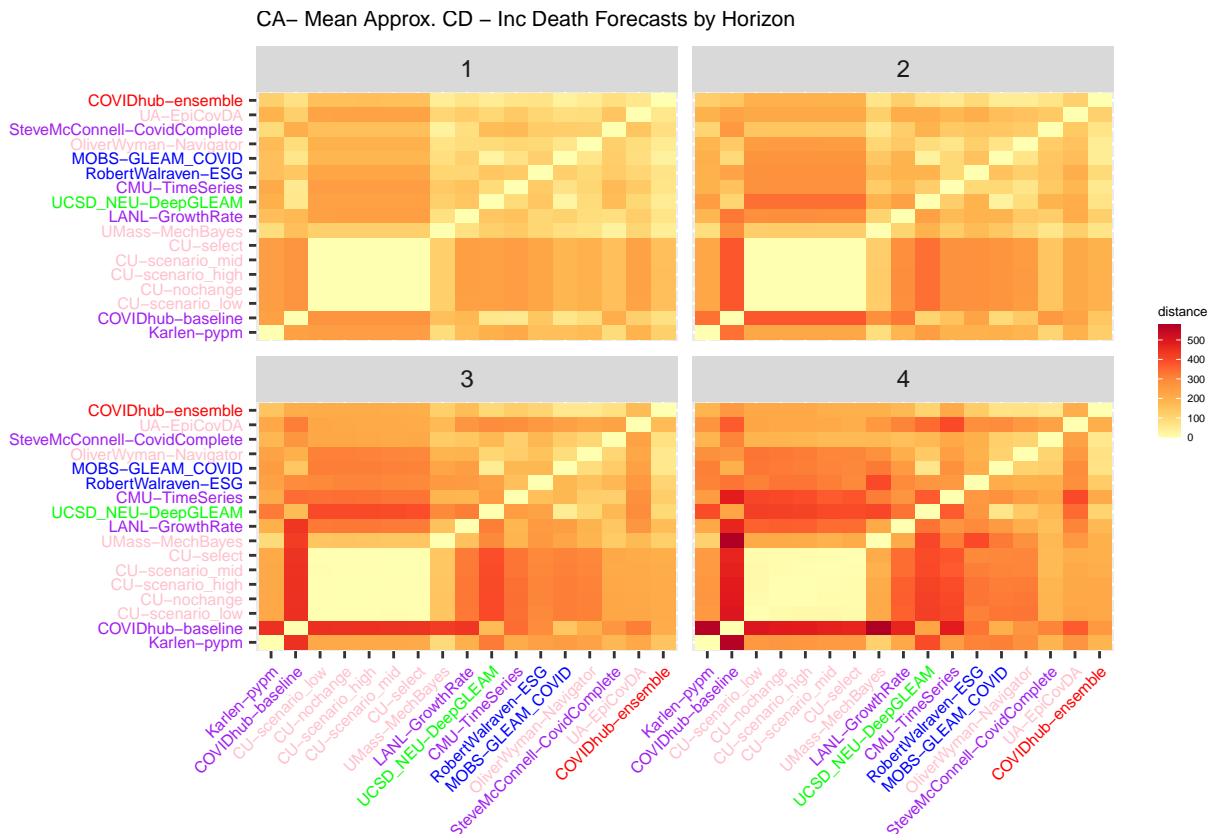 CA− Mean Approx. CD − Inc Death Forecasts by Horizon
1
2
COVIDhub−ensemble
UA−EpiCovDA
SteveMcConnell−CovidComplete
OliverWyman−Navigator
MOBS−GLEAM_COVID
RobertWalraven−ESG
CMU−TimeSeries
UCSD_NEU−DeepGLEAM
LANL−GrowthRate
UMass−MechBayes
CU−select
CU−scenario_mid
CU−scenario_high
CU−nochange
CU−scenario_low
COVIDhub−baseline
Karlen−pypm
distance
500
400
300
200
100
0
3
4
COVIDhub−ensemble
UA−EpiCovDA
SteveMcConnell−CovidComplete
OliverWyman−Navigator
MOBS−GLEAM_COVID
RobertWalraven−ESG
CMU−TimeSeries
UCSD_NEU−DeepGLEAM
LANL−GrowthRate
UMass−MechBayes
CU−select
CU−scenario_mid
CU−scenario_high
CU−nochange
CU−scenario_low
COVIDhub−baseline
Karlen−pypm
Karlen−pypm
COVIDhub−baseline
CU−scenario_low
CU−nochange
CU−scenario_high
CU−scenario_mid
CU−select
UMass−MechBayes
LANL−GrowthRate
UCSD_NEU−DeepGLEAM
CMU−TimeSeries
RobertWalraven−ESG
MOBS−GLEAM_COVID
OliverWyman−Navigator
SteveMcConnell−CovidComplete
UA−EpiCovDA
COVIDhub−ensemble
Karlen−pypm
COVIDhub−baseline
CU−scenario_low
CU−nochange
CU−scenario_high
CU−scenario_mid
CU−select
UMass−MechBayes
LANL−GrowthRate
UCSD_NEU−DeepGLEAM
CMU−TimeSeries
RobertWalraven−ESG
MOBS−GLEAM_COVID
OliverWyman−Navigator
SteveMcConnell−CovidComplete
UA−EpiCovDA
COVIDhub−ensemble